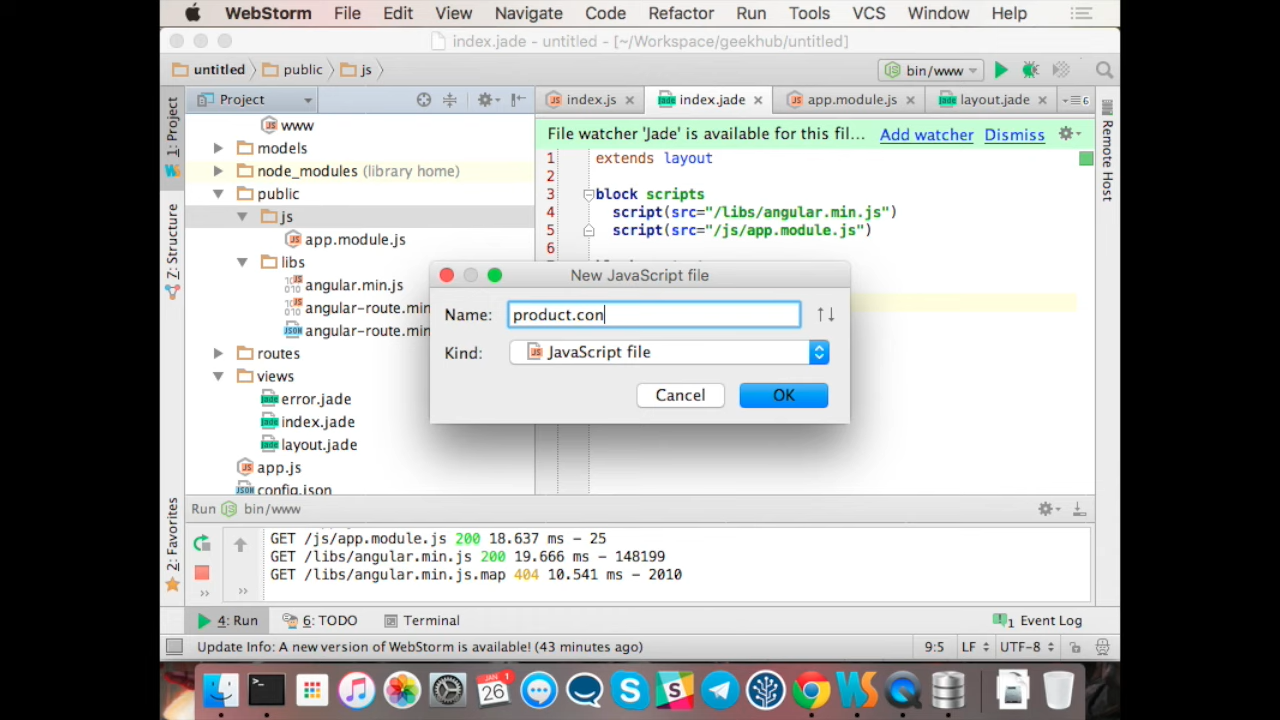 WebStorm File Edit View Navigate Code Refactor Run Tools VCS Window Help
index.jade - untitled - [~/Workspace/geekhub/untitled]
untitled public js bin/www
Project index.js index.jade app.module.js layout.jade 6
1: Project
7: Structure
2: Favorites
Remote Host
www
models
node_modules (library home)
public
js
app.module.js
libs
angular.min.js
angular-route.min
angular-route.mi
routes
views
error.jade
index.jade
layout.jade
app.js
config.json
File watcher 'Jade' is available for this fil... Add watcher Dismiss
1 extends layout
2
3 block scripts
4 script(src="/libs/angular.min.js")
5 script(src="/js/app.module.js")
6
New JavaScript file
Name: product.con
Kind: JavaScript file
Cancel OK
Run bin/www
GET /js/app.module.js 200 18.637 ms - 25
GET /libs/angular.min.js 200 19.666 ms - 148199
GET /libs/angular.min.js.map 404 10.541 ms - 2010
4: Run 6: TODO Terminal 1 Event Log
Update Info: A new version of WebStorm is available! (43 minutes ago) 9:5 LF UTF-8
JAN 26 1